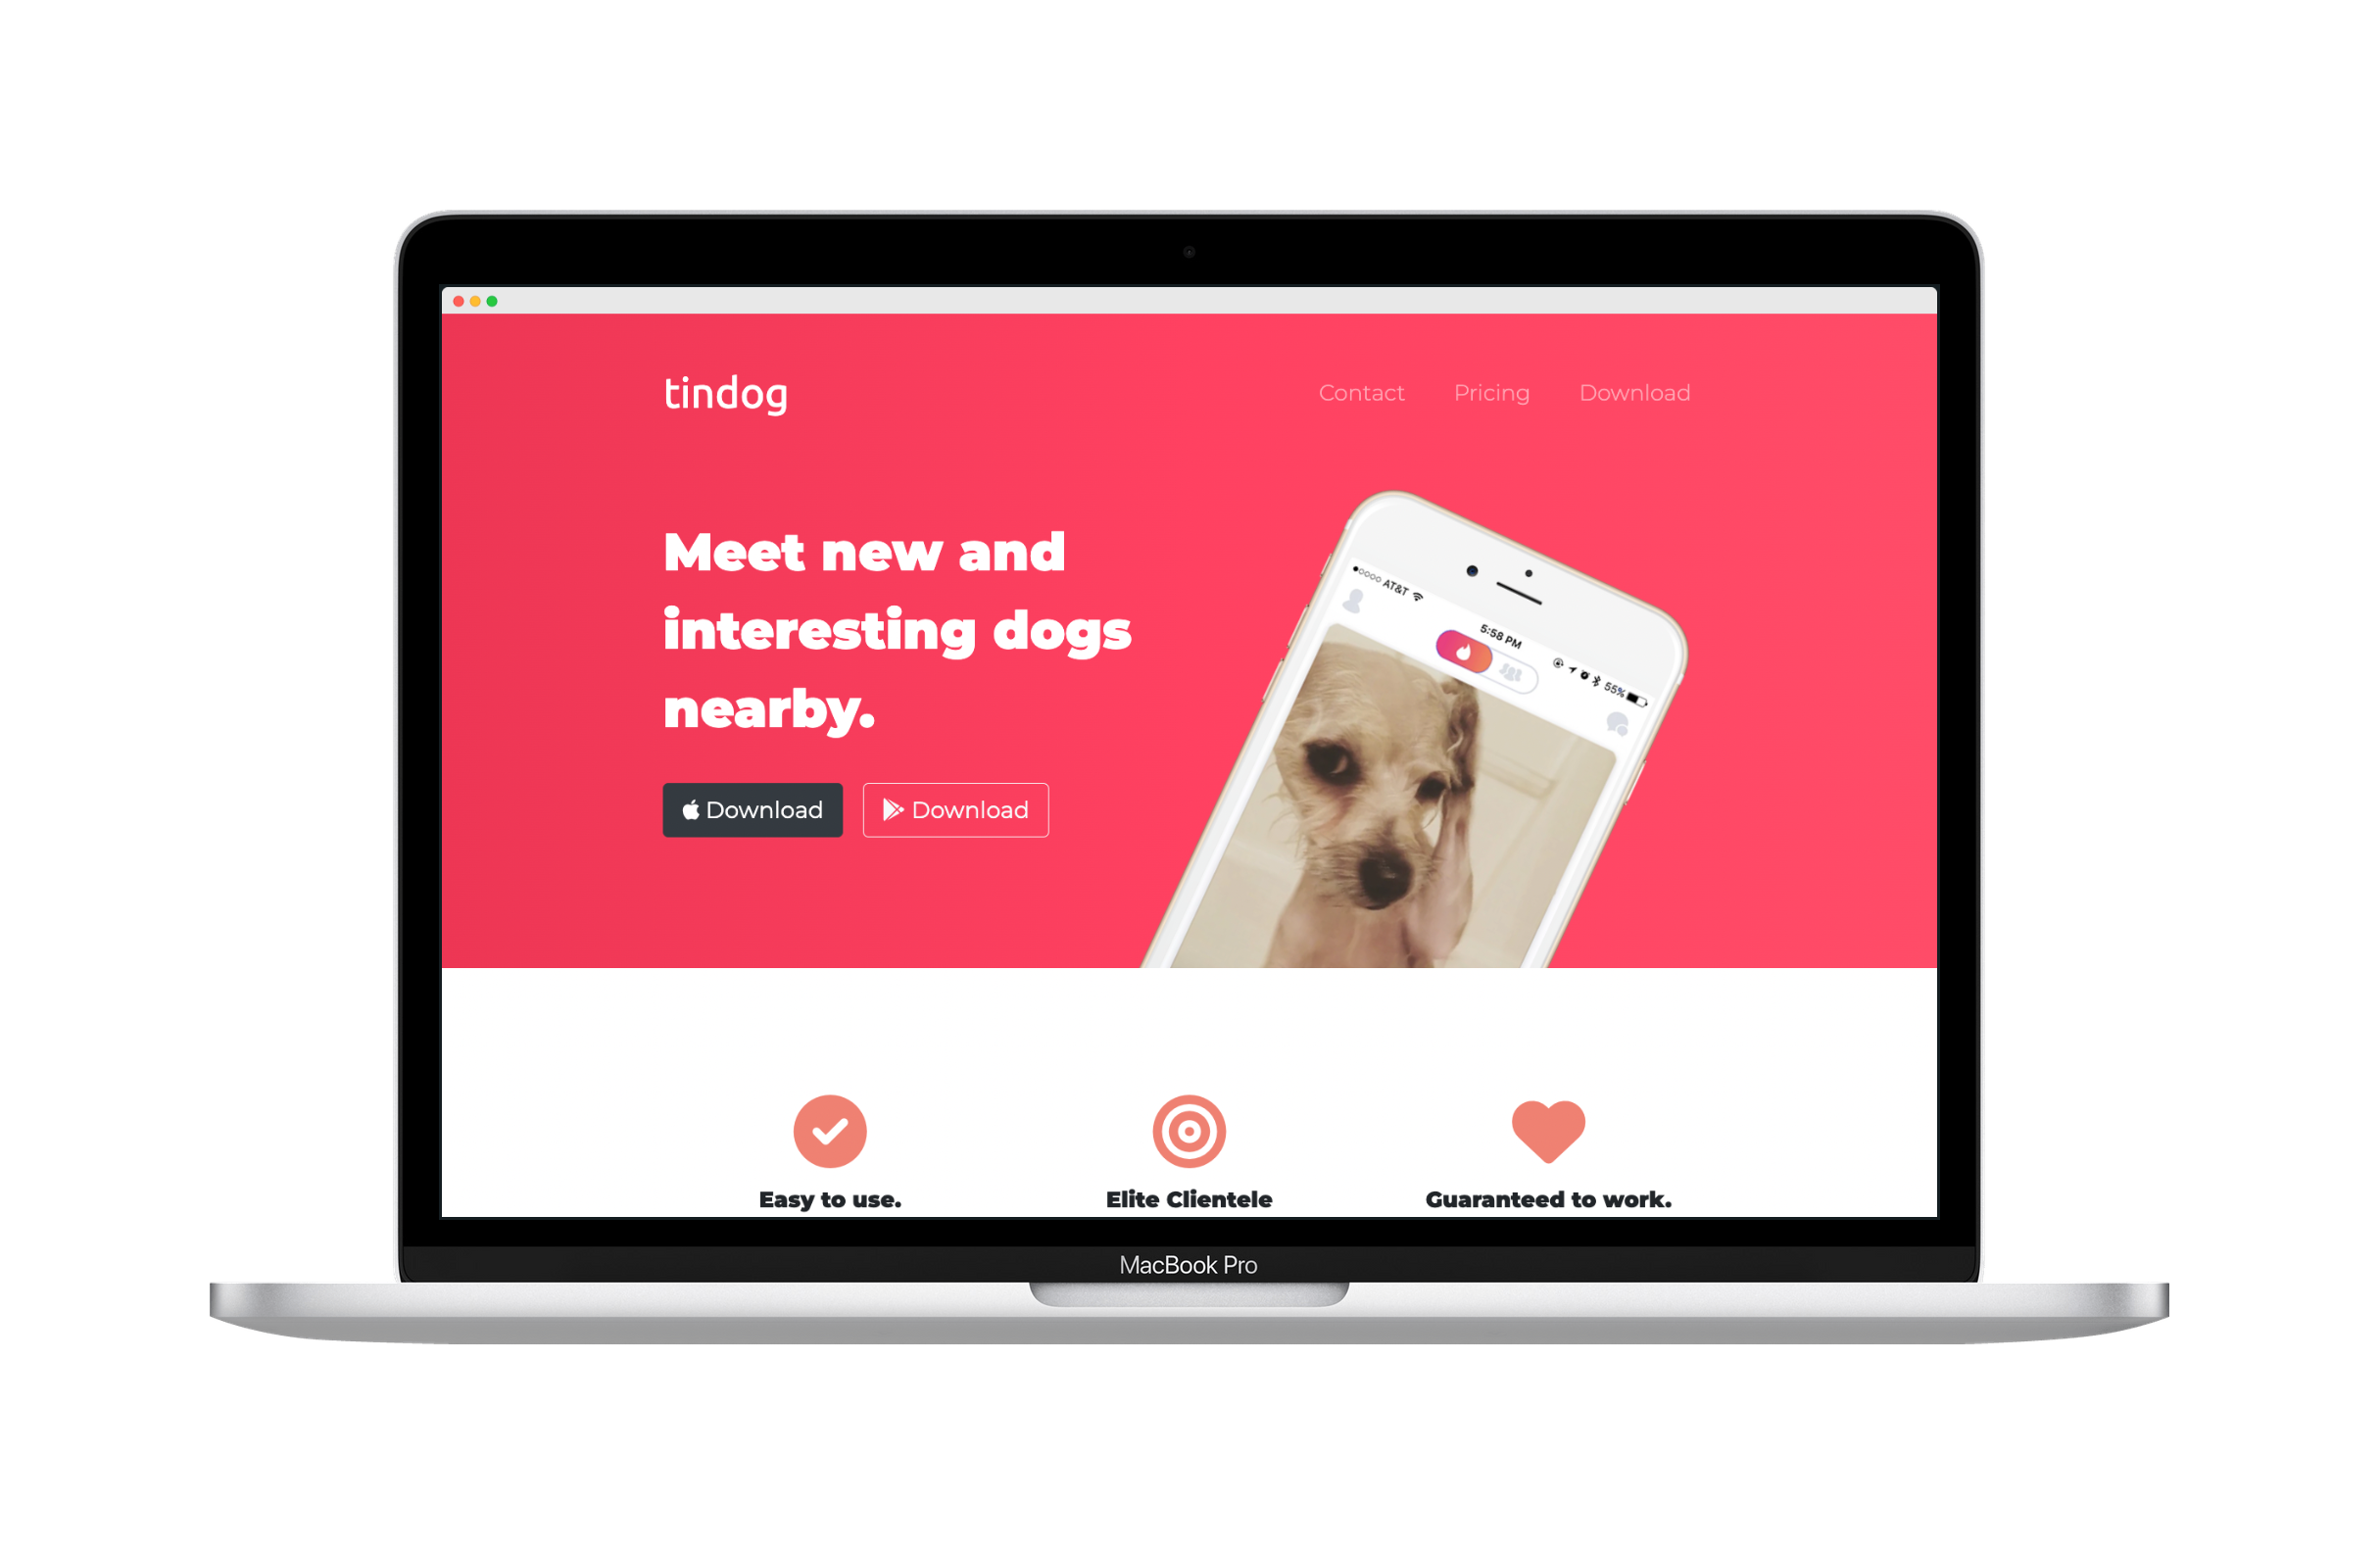 tindog
Contact Pricing Download
Meet new and
interesting dogs
nearby.
Download Download
AT&T
5:58 PM
55%
Easy to use.
Elite Clientele
Guaranteed to work.
MacBook Pro